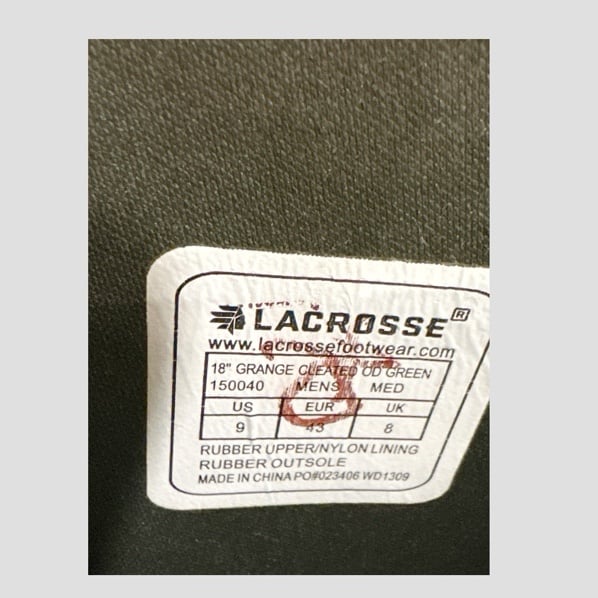 LACROSSE®
www.lacrossefootwear.com
18" GRANGE CLEATED OD GREEN
150040 MENS MED
US EUR UK
9 43 8
RUBBER UPPER/NYLON LINING
RUBBER OUTSOLE
MADE IN CHINA PO#023406 WD1309